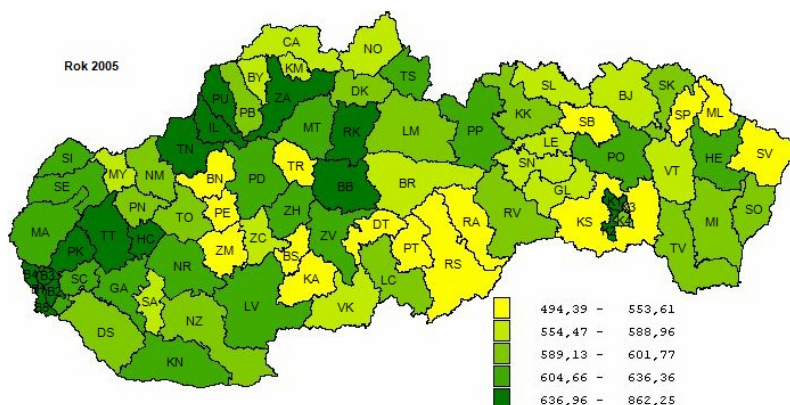 Rok 2005
CA
NO
BY
KM
TS
PU
ZA
DK
SL
BJ
SK
PB
KK
SP
ML
IL
MT
RK
LM
PP
SB
SI
TN
LE
PO
HE
SV
MY
NM
BN
PD
TR
BB
SN
VT
SE
BR
GL
PN
TO
PE
ZH
RV
SO
MA
TT
HC
ZM
ZC
BS
ZV
DT
PT
RA
KS
MI
PK
NR
KA
RS
TV
SC
GA
SA
LV
VK
LC
DS
NZ
KN
494,39 - 553,61
554,47 - 588,96
589,13 - 601,77
604,66 - 636,36
636,96 - 862,25